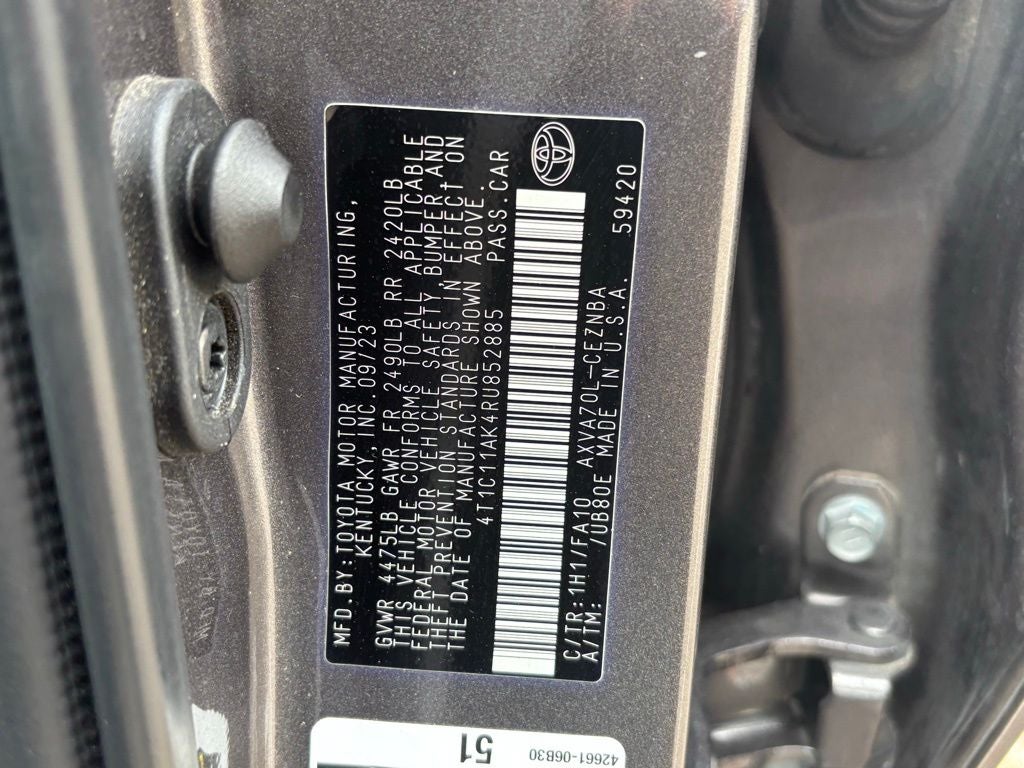 MFD. BY: TOYOTA MOTOR MANUFACTURING,
KENTUCKY, INC. 09/23
GVWR 4475LB GAWR FR 2490LB RR 2420LB
THIS VEHICLE CONFORMS TO ALL APPLICABLE
FEDERAL MOTOR VEHICLE SAFETY, BUMPER AND
THEFT PREVENTION STANDARDS IN EFFECT ON
THE DATE OF MANUFACTURE SHOWN ABOVE.
4T1C11AK4RU852885 PASS. CAR
C/TR: 1H1/FA10 AXVA70L-CEZNBA
A/TM: /UB80E MADE IN U.S.A. 59420
51
42661-06B30